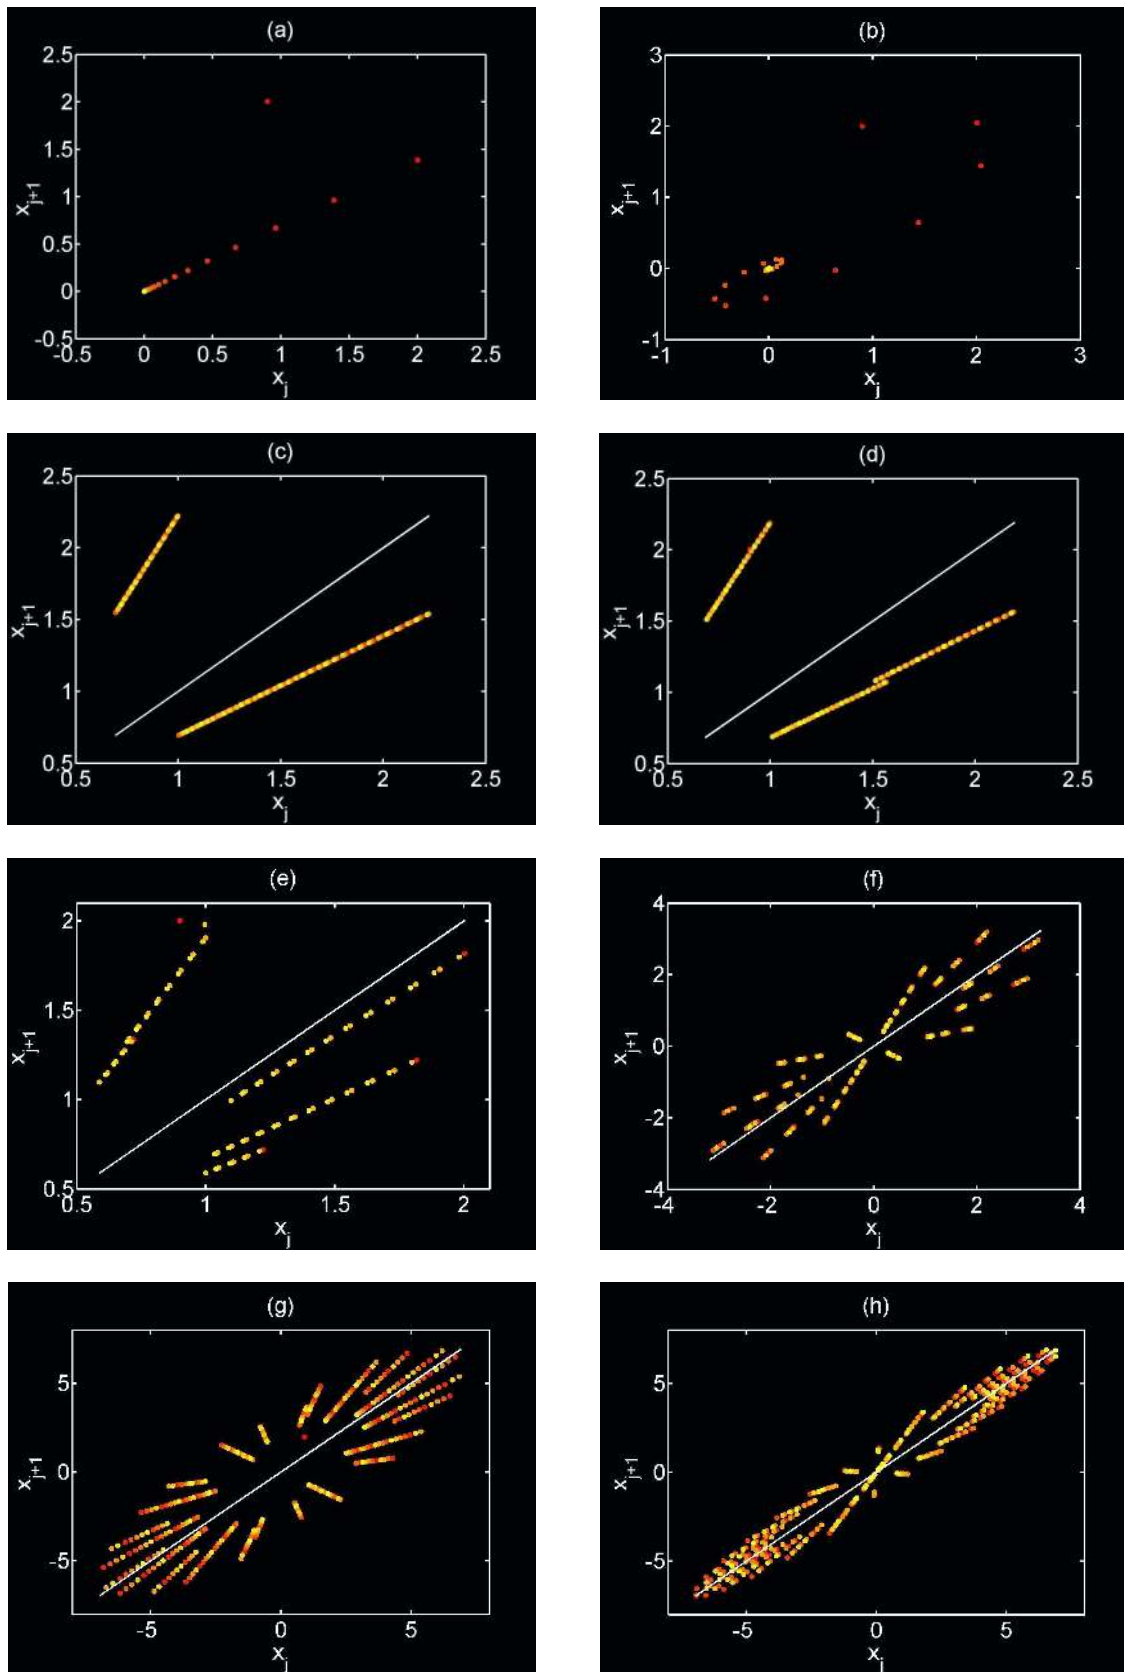 (a)
2.5
2
1.5
1
0.5
0
-0.5
-0.5 0 0.5 1 1.5 2 2.5
x_j
x_{j+1}
(b)
3
2
1
0
-1
-1 0 1 2 3
x_j
x_{j+1}
(c)
2.5
2
1.5
1
0.5
0.5 1 1.5 2 2.5
x_j
x_{j+1}
(d)
2.5
2
1.5
1
0.5
0.5 1 1.5 2 2.5
x_j
x_{j+1}
(e)
2
1.5
1
0.5
0.5 1 1.5 2
x_j
x_{j+1}
(f)
4
2
0
-2
-4
-4 -2 0 2 4
x_j
x_{j+1}
(g)
5
0
-5
-5 0 5
x_j
x_{j+1}
(h)
5
0
-5
-5 0 5
x_j
x_{j+1}